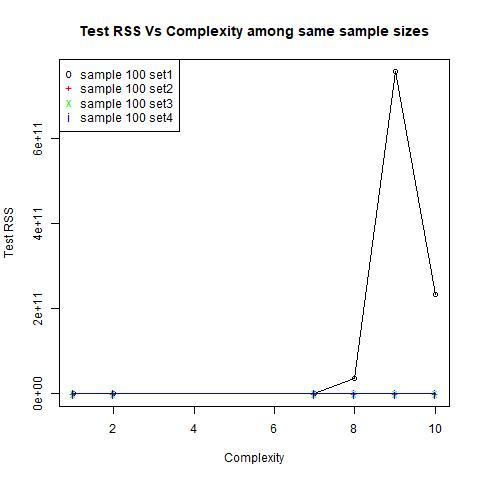 Test RSS Vs Complexity among same sample sizes
o sample 100 set1
+ sample 100 set2
x sample 100 set3
i sample 100 set4
Test RSS
6e+11
4e+11
2e+11
0e+00
2 4 6 8 10
Complexity